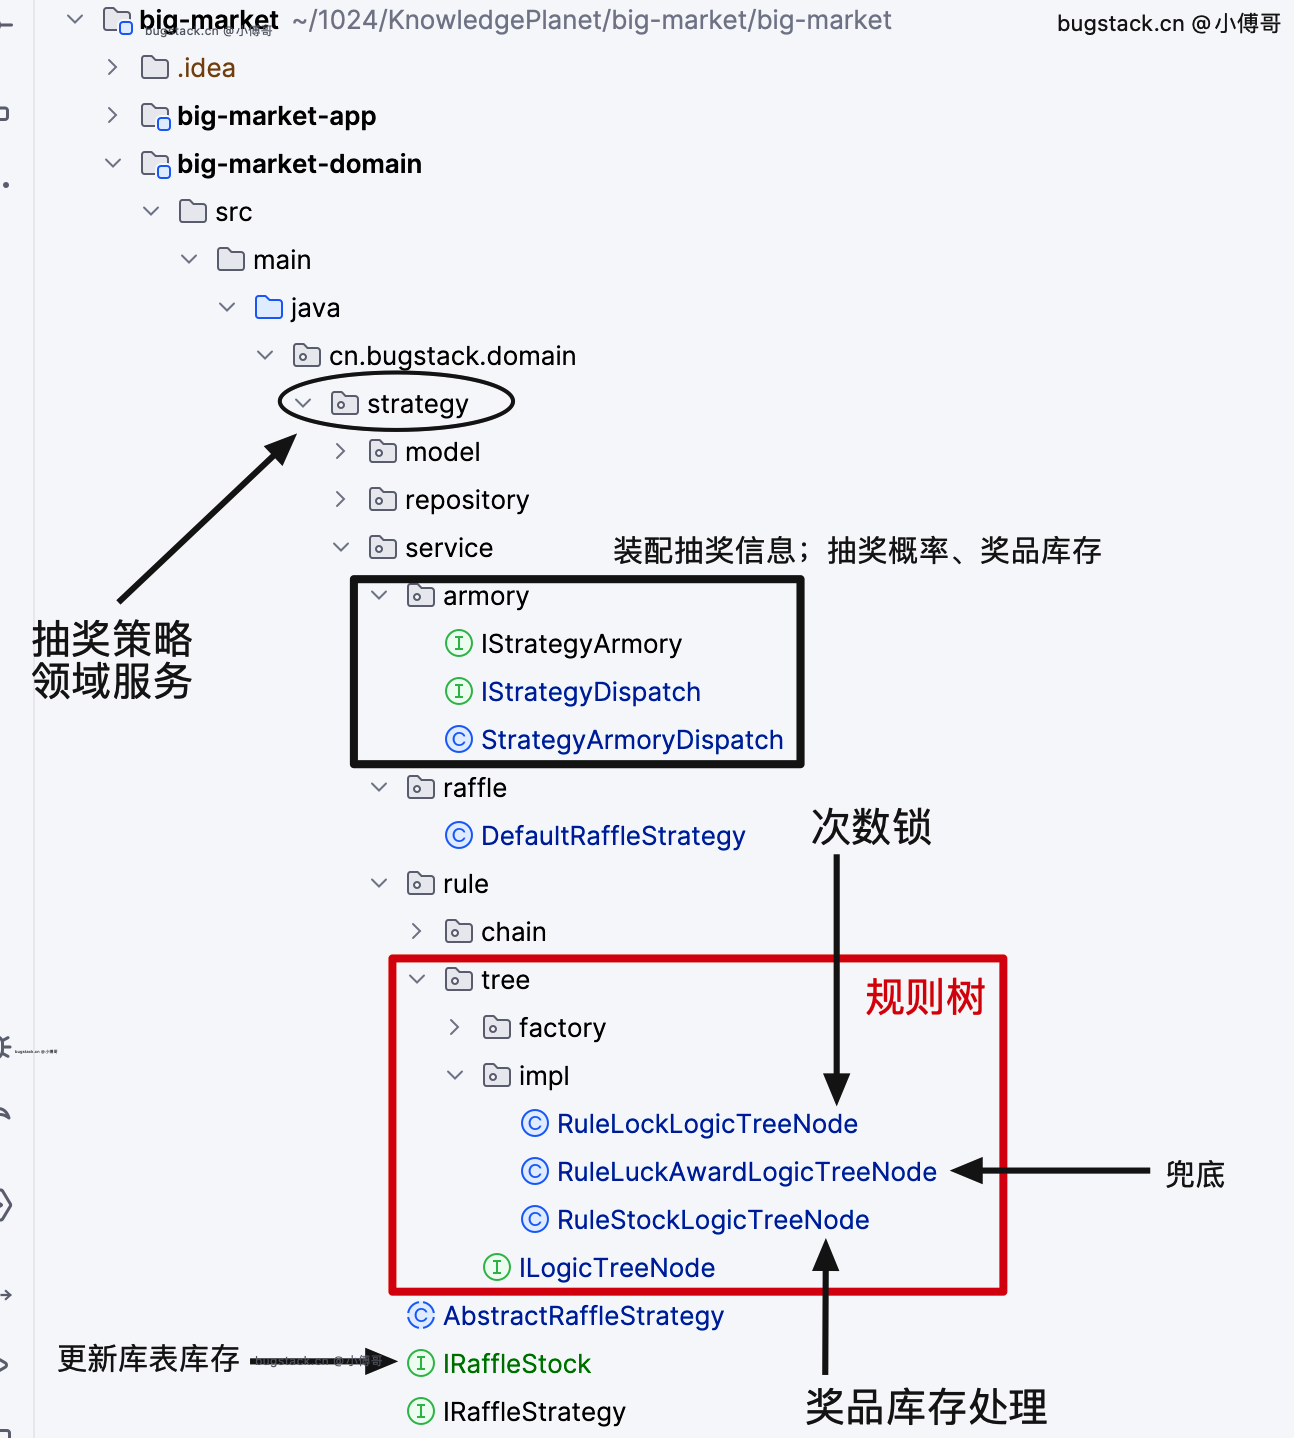 big-market ~/1024/KnowledgePlanet/big-market/big-market
bugstack.cn @小傅哥
bugstack.cn @小傅哥
.idea
big-market-app
big-market-domain
src
main
java
cn.bugstack.domain
strategy
model
repository
service
装配抽奖信息；抽奖概率、奖品库存
armory
IStrategyArmory
抽奖策略
领域服务
IStrategyDispatch
StrategyArmoryDispatch
raffle
DefaultRaffleStrategy
次数锁
rule
chain
tree
规则树
factory
bugstack.cn @小傅哥
impl
RuleLockLogicTreeNode
RuleLuckAwardLogicTreeNode
兜底
RuleStockLogicTreeNode
ILogicTreeNode
AbstractRaffleStrategy
更新库表库存
bugstack.cn @小傅哥
IRaffleStock
IRaffleStrategy
奖品库存处理